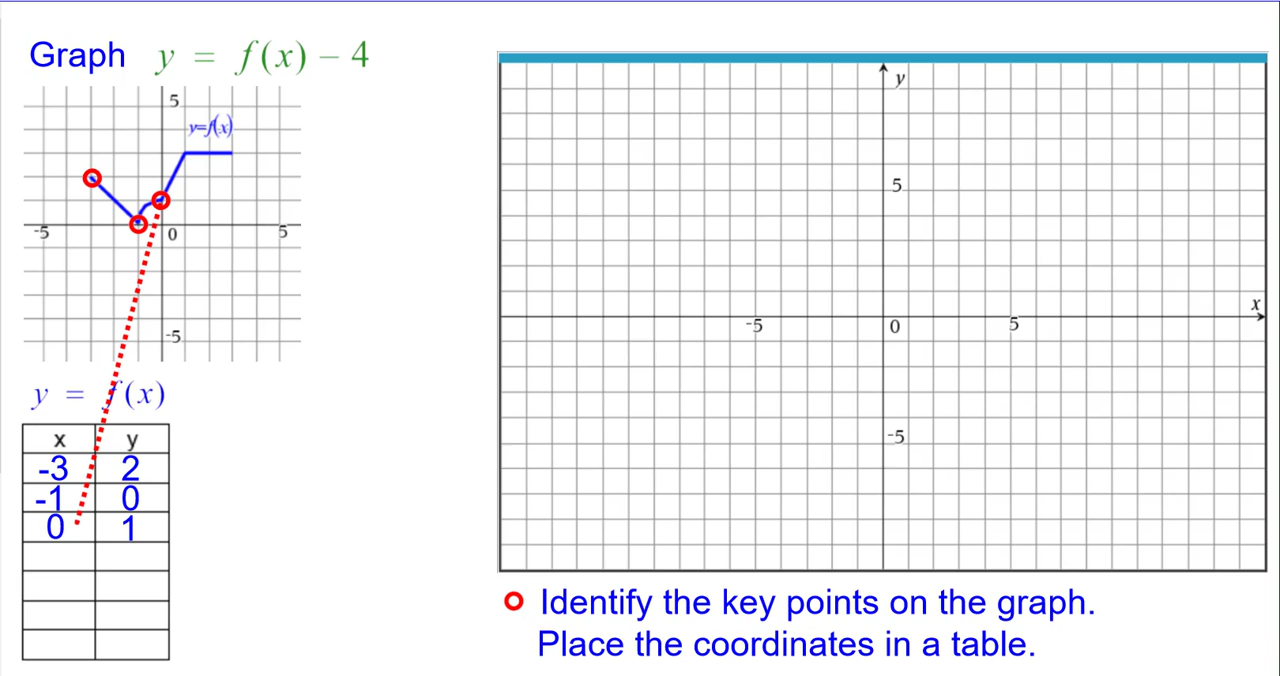 Graph y = f(x) – 4
5
y=f(x)
-5 0 5
-5
y = f(x)
x y
-3 2
-1 0
0 1
y
5
x
-5 0 5
-5
Identify the key points on the graph.
Place the coordinates in a table.